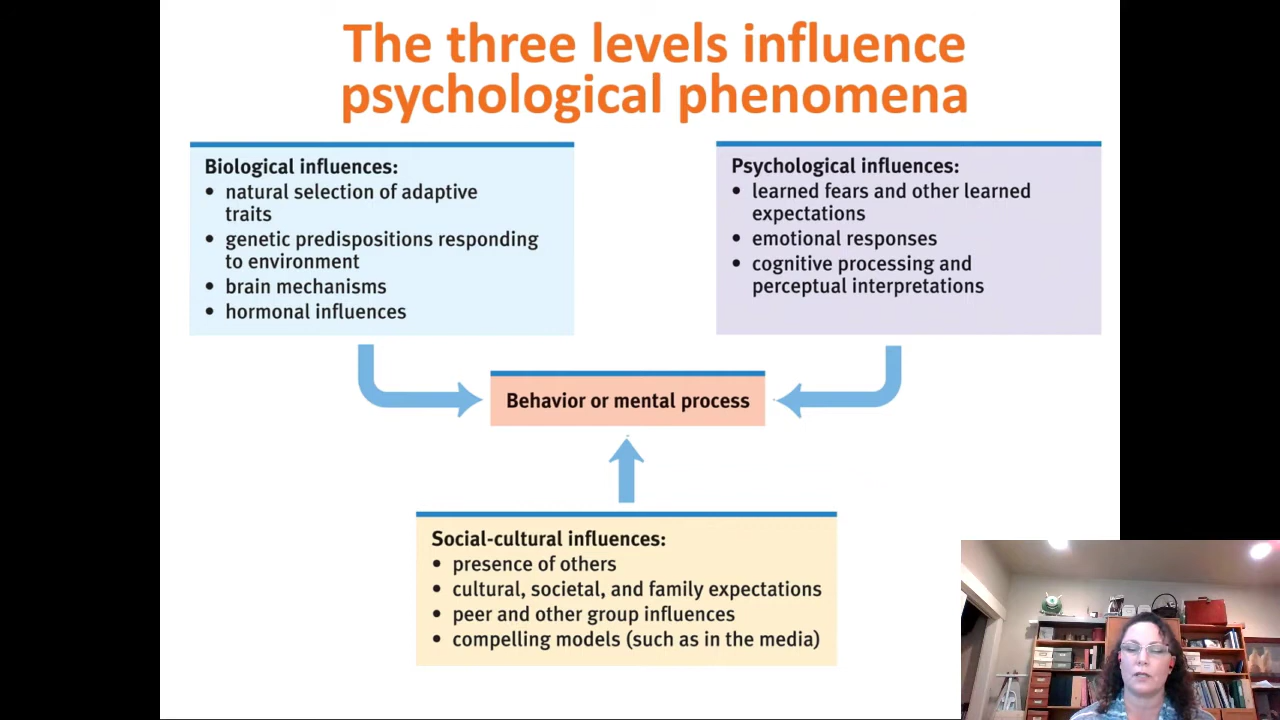 The three levels influence
psychological phenomena
Biological influences:
• natural selection of adaptive
traits
• genetic predispositions responding
to environment
• brain mechanisms
• hormonal influences
Psychological influences:
• learned fears and other learned
expectations
• emotional responses
• cognitive processing and
perceptual interpretations
Behavior or mental process
Social-cultural influences:
• presence of others
• cultural, societal, and family expectations
• peer and other group influences
• compelling models (such as in the media)